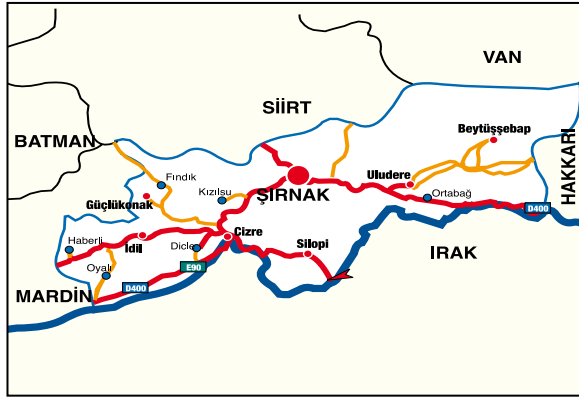 VAN
SİİRT
BATMAN
Beytüşşebap
HAKKARİ
Fındık
Uludere
Kızılsu
ŞIRNAK
Güçlükonak
Ortabağ
D400
Cizre
Haberli
İdil
Dicle
Silopi
IRAK
Oyalı
E90
MARDİN
D400